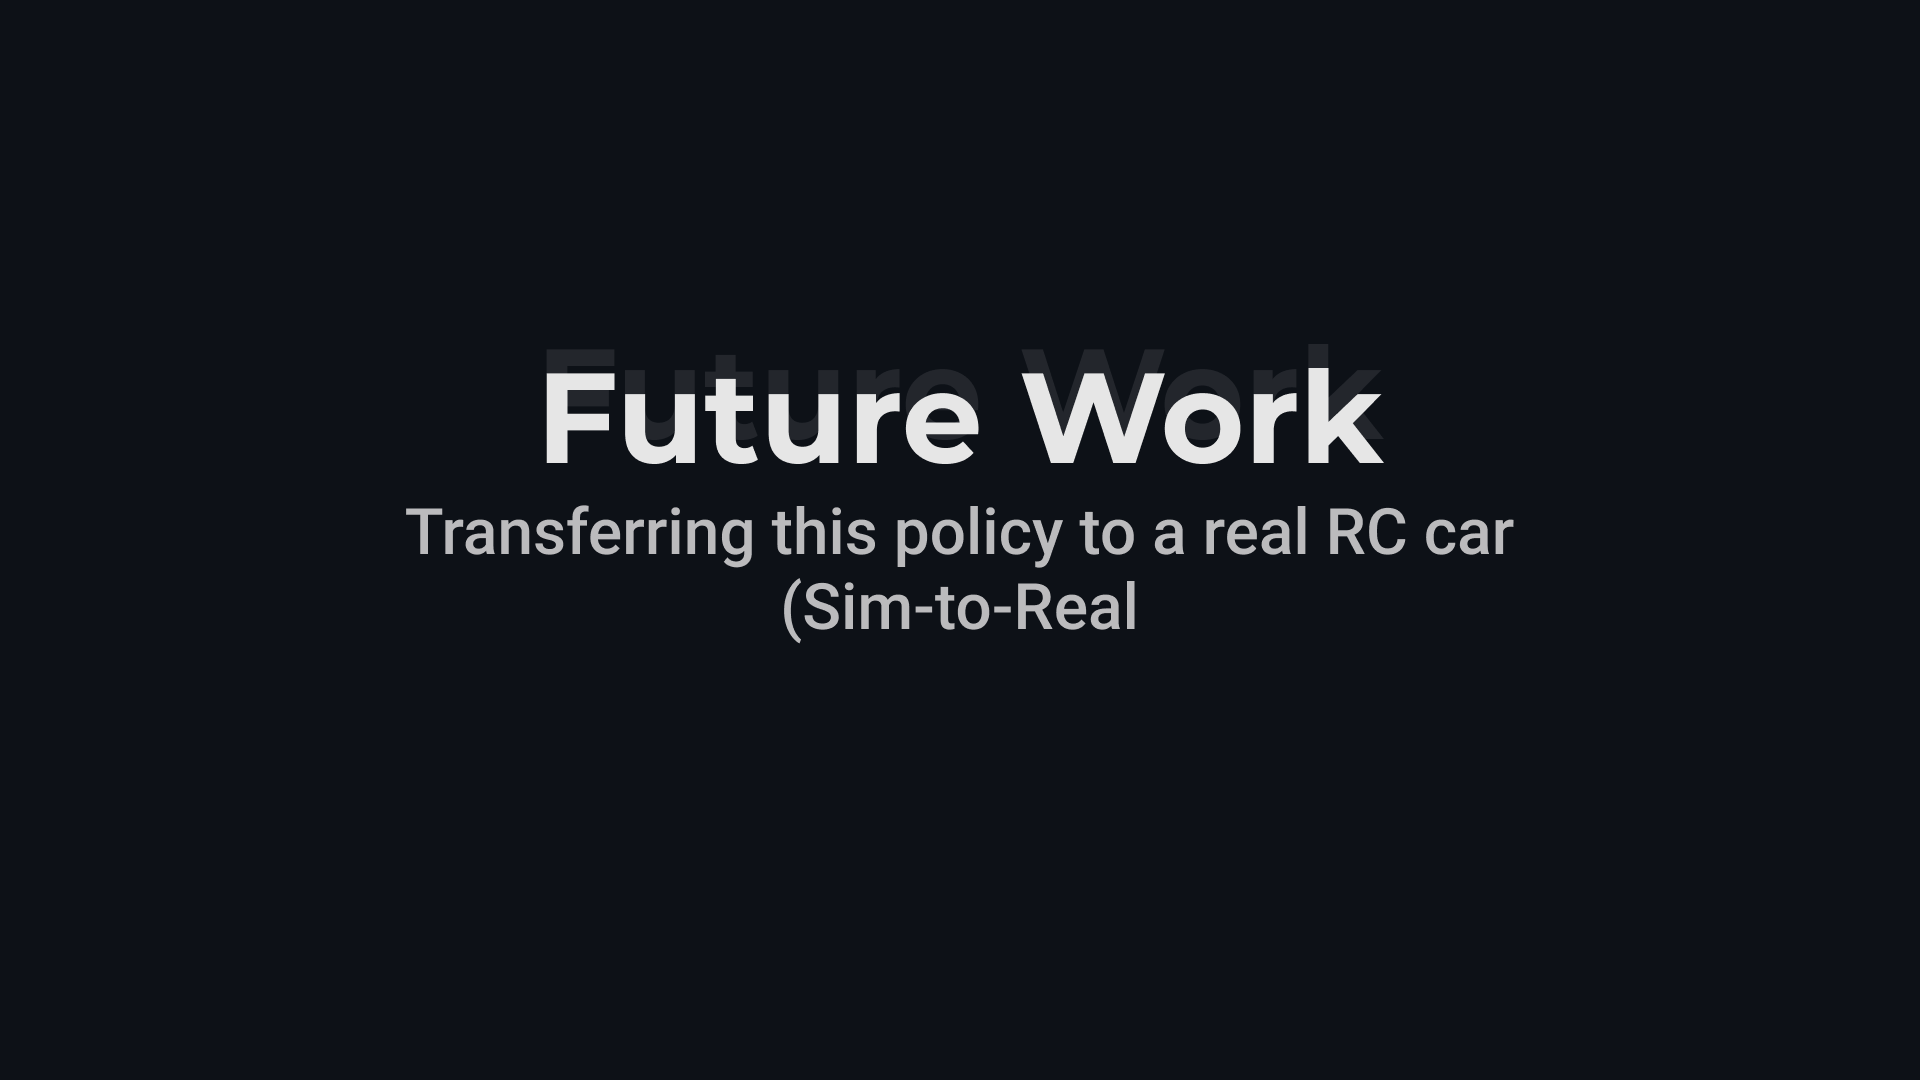 Future Work
Transferring this policy to a real RC car
(Sim-to-Real